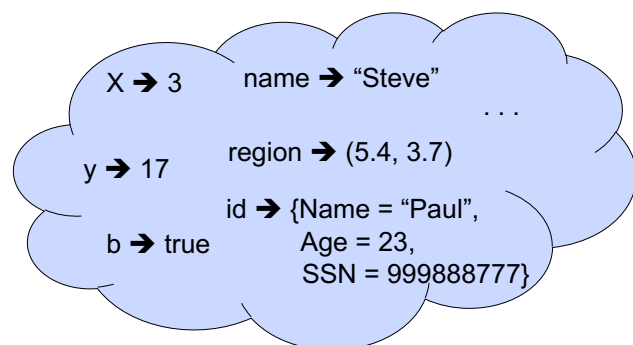 X ➔ 3
name ➔ “Steve”
. . .
y ➔ 17
region ➔ (5.4, 3.7)
id ➔ {Name = “Paul”,
b ➔ true
Age = 23,
SSN = 999888777}